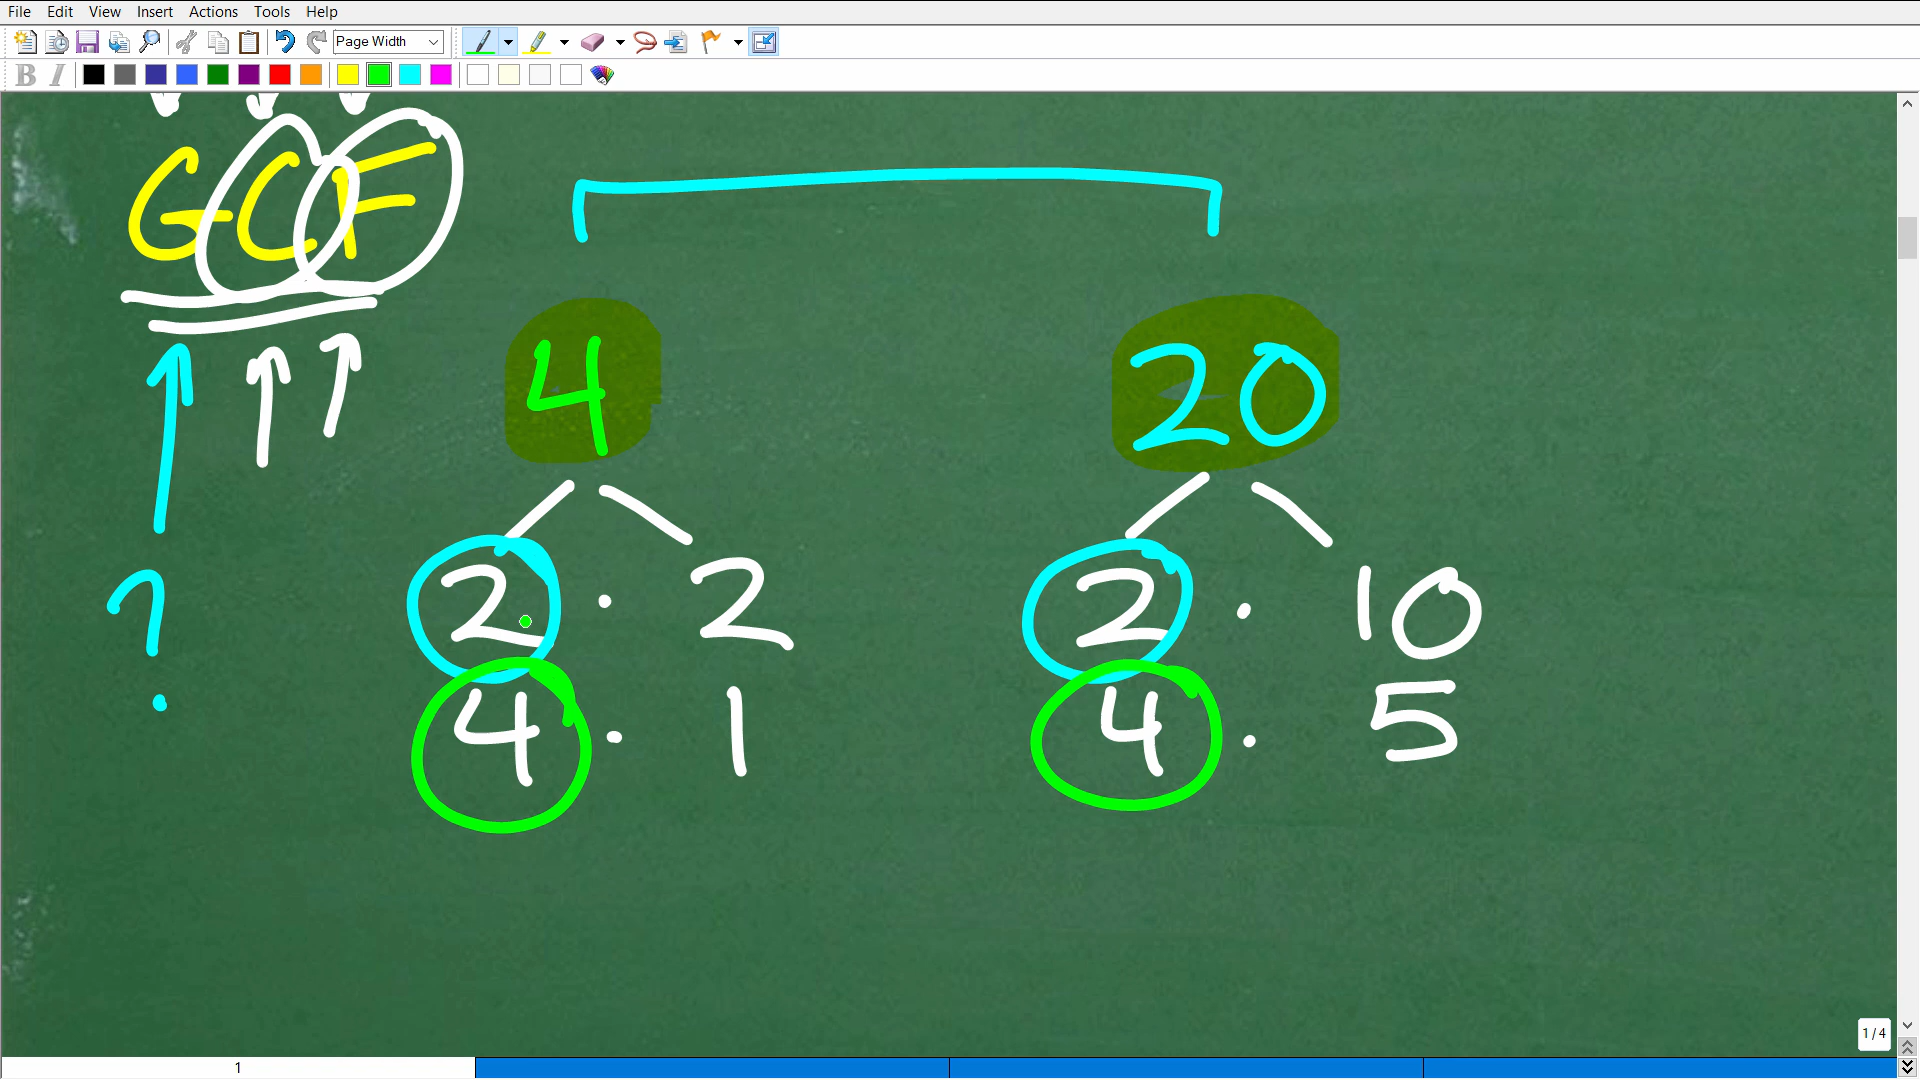 File Edit View Insert Actions Tools Help
Page Width
B I
GCF
4 20
2 · 2 2 · 10
4 · 1 4 · 5
?
1 / 4
1